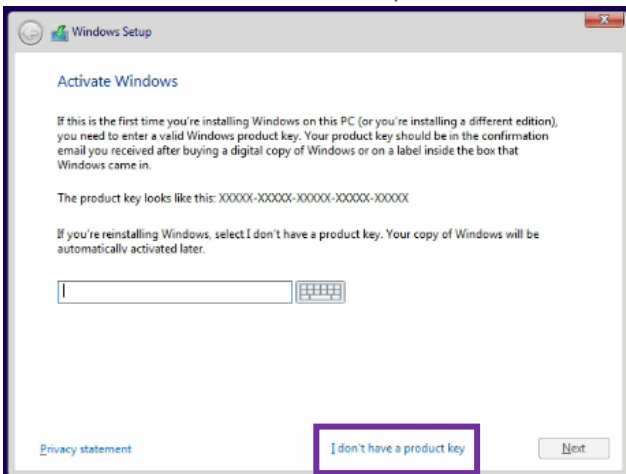 Windows Setup
Activate Windows
If this is the first time you're installing Windows on this PC (or you're installing a different edition),
you need to enter a valid Windows product key. Your product key should be in the confirmation
email you received after buying a digital copy of Windows or on a label inside the box that
Windows came in.
The product key looks like this: XXXXX-XXXXX-XXXXX-XXXXX-XXXXX
If you're reinstalling Windows, select I don't have a product key. Your copy of Windows will be
automatically activated later.
Privacy statement
I don't have a product key
Next